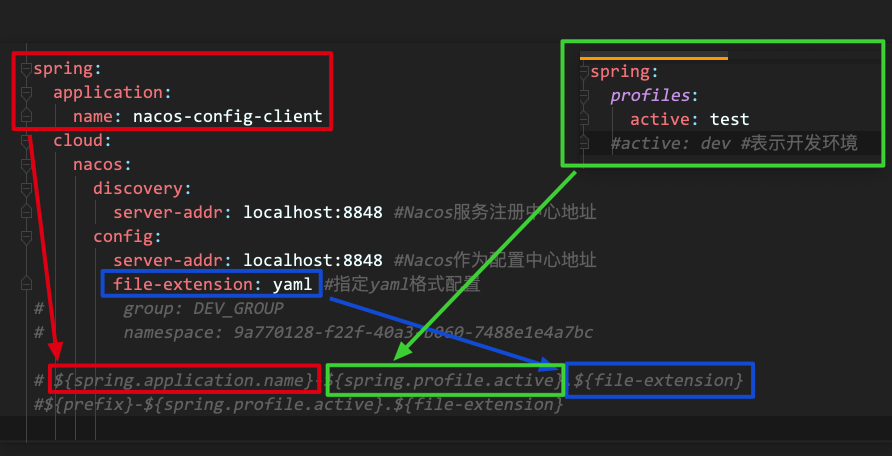 spring:
application:
name: nacos-config-client
cloud:
nacos:
discovery:
server-addr: localhost:8848 #Nacos服务注册中心地址
config:
server-addr: localhost:8848 #Nacos作为配置中心地址
file-extension: yaml #指定yaml格式配置
# group: DEV_GROUP
# namespace: 9a770128-f22f-40a3-b060-7488e1e4a7bc
# ${spring.application.name}-${spring.profile.active}.${file-extension}
#${prefix}-${spring.profile.active}.${file-extension}
spring:
profiles:
active: test
#active: dev #表示开发环境